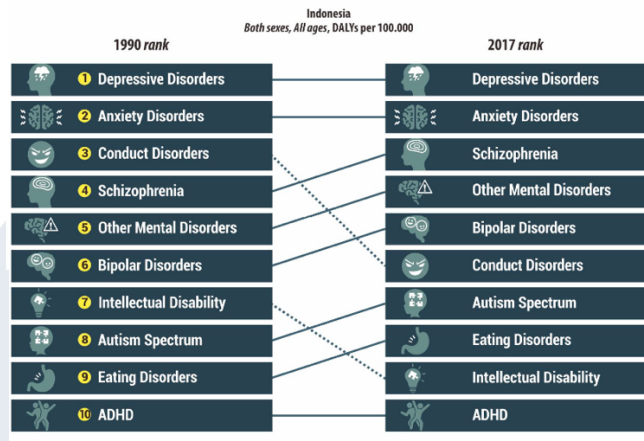 Indonesia
Both sexes, All ages, DALYs per 100.000
1990 rank
2017 rank
1 Depressive Disorders
Depressive Disorders
2 Anxiety Disorders
Anxiety Disorders
3 Conduct Disorders
Schizophrenia
4 Schizophrenia
Other Mental Disorders
5 Other Mental Disorders
Bipolar Disorders
6 Bipolar Disorders
Conduct Disorders
7 Intellectual Disability
Autism Spectrum
8 Autism Spectrum
Eating Disorders
9 Eating Disorders
Intellectual Disability
10 ADHD
ADHD